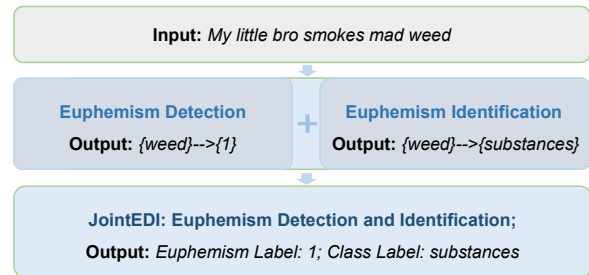 Input: My little bro smokes mad weed
Euphemism Detection
Output: {weed}-->{1}
+
Euphemism Identification
Output: {weed}-->{substances}
JointEDI: Euphemism Detection and Identification;
Output: Euphemism Label: 1; Class Label: substances